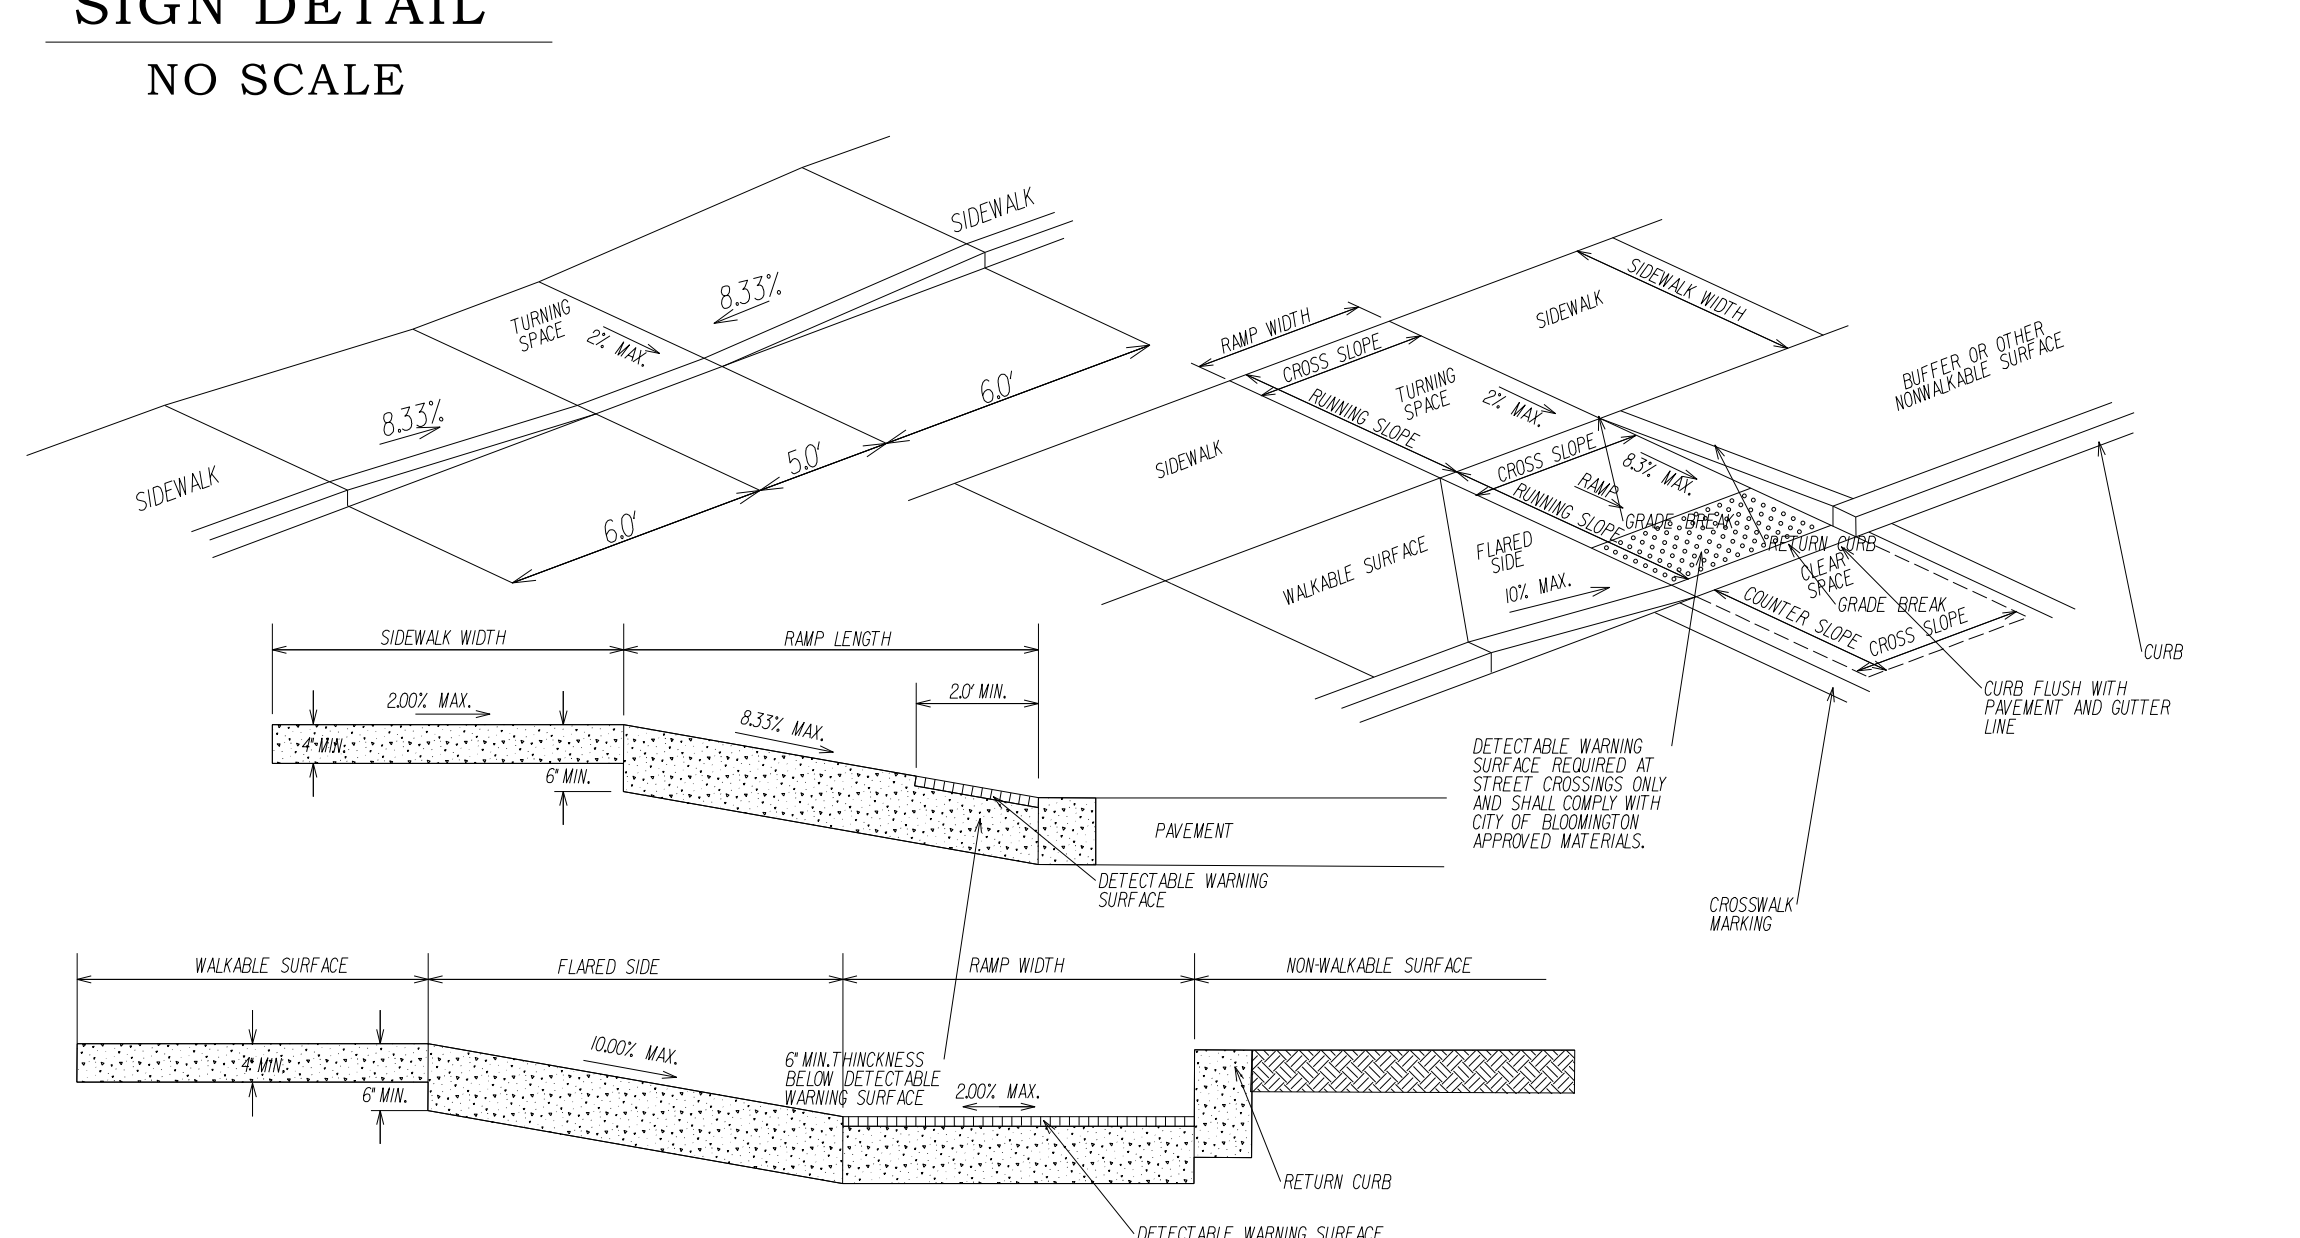 SIGN DETAIL
NO SCALE
SIDEWALK
8.33%
TURNING
SPACE
2% MAX.
8.33%
SIDEWALK
6.0'
5.0'
6.0'
RAMP WIDTH
CROSS SLOPE
SIDEWALK
SIDEWALK WIDTH
TURNING
SPACE
2% MAX.
RUNNING SLOPE
SIDEWALK
BUFFER OR OTHER
NONWALKABLE SURFACE
CROSS SLOPE
8.3% MAX.
RAMP
RUNNING SLOPE
GRADE BREAK
RETURN CURB
WALKABLE SURFACE
FLARED
SIDE
10% MAX.
CLEAR
SPACE
GRADE BREAK
COUNTER SLOPE
CROSS SLOPE
CURB
CURB FLUSH WITH
PAVEMENT AND GUTTER
LINE
DETECTABLE WARNING
SURFACE REQUIRED AT
STREET CROSSINGS ONLY
AND SHALL COMPLY WITH
CITY OF BLOOMINGTON
APPROVED MATERIALS.
CROSSWALK
MARKING
SIDEWALK WIDTH
RAMP LENGTH
2.00% MAX.
8.33% MAX.
2.0' MIN.
4" MIN.
6" MIN.
PAVEMENT
DETECTABLE WARNING
SURFACE
WALKABLE SURFACE
FLARED SIDE
RAMP WIDTH
NON-WALKABLE SURFACE
4" MIN.
6" MIN.
10.00% MAX.
6" MIN. THINCKNESS
BELOW DETECTABLE
WARNING SURFACE
2.00% MAX.
RETURN CURB
DETECTABLE WARNING SURFACE